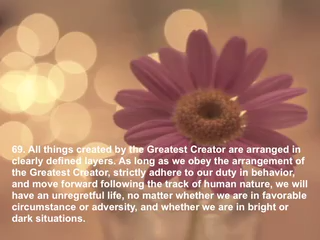 69. All things created by the Greatest Creator are arranged in
clearly defined layers. As long as we obey the arrangement of
the Greatest Creator, strictly adhere to our duty in behavior,
and move forward following the track of human nature, we will
have an unregretful life, no matter whether we are in favorable
circumstance or adversity, and whether we are in bright or
dark situations.